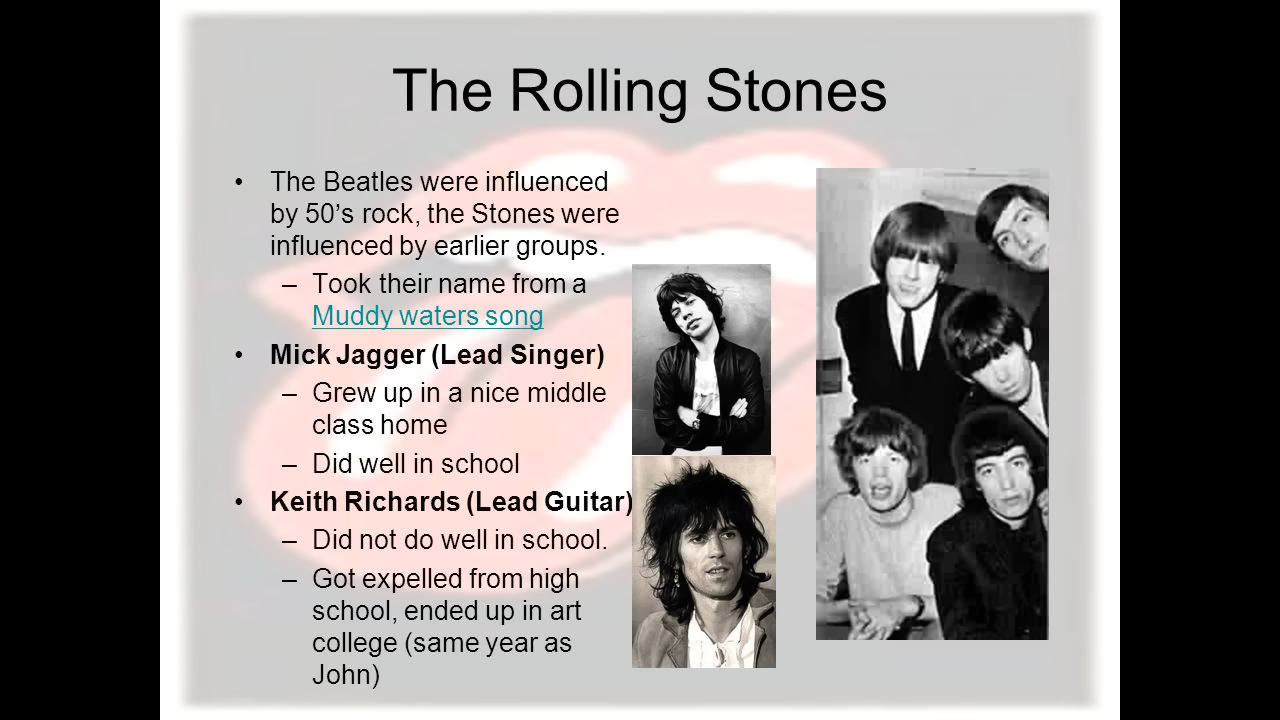 The Rolling Stones
• The Beatles were influenced
by 50’s rock, the Stones were
influenced by earlier groups.
– Took their name from a
Muddy waters song
• Mick Jagger (Lead Singer)
– Grew up in a nice middle
class home
– Did well in school
• Keith Richards (Lead Guitar)
– Did not do well in school.
– Got expelled from high
school, ended up in art
college (same year as
John)